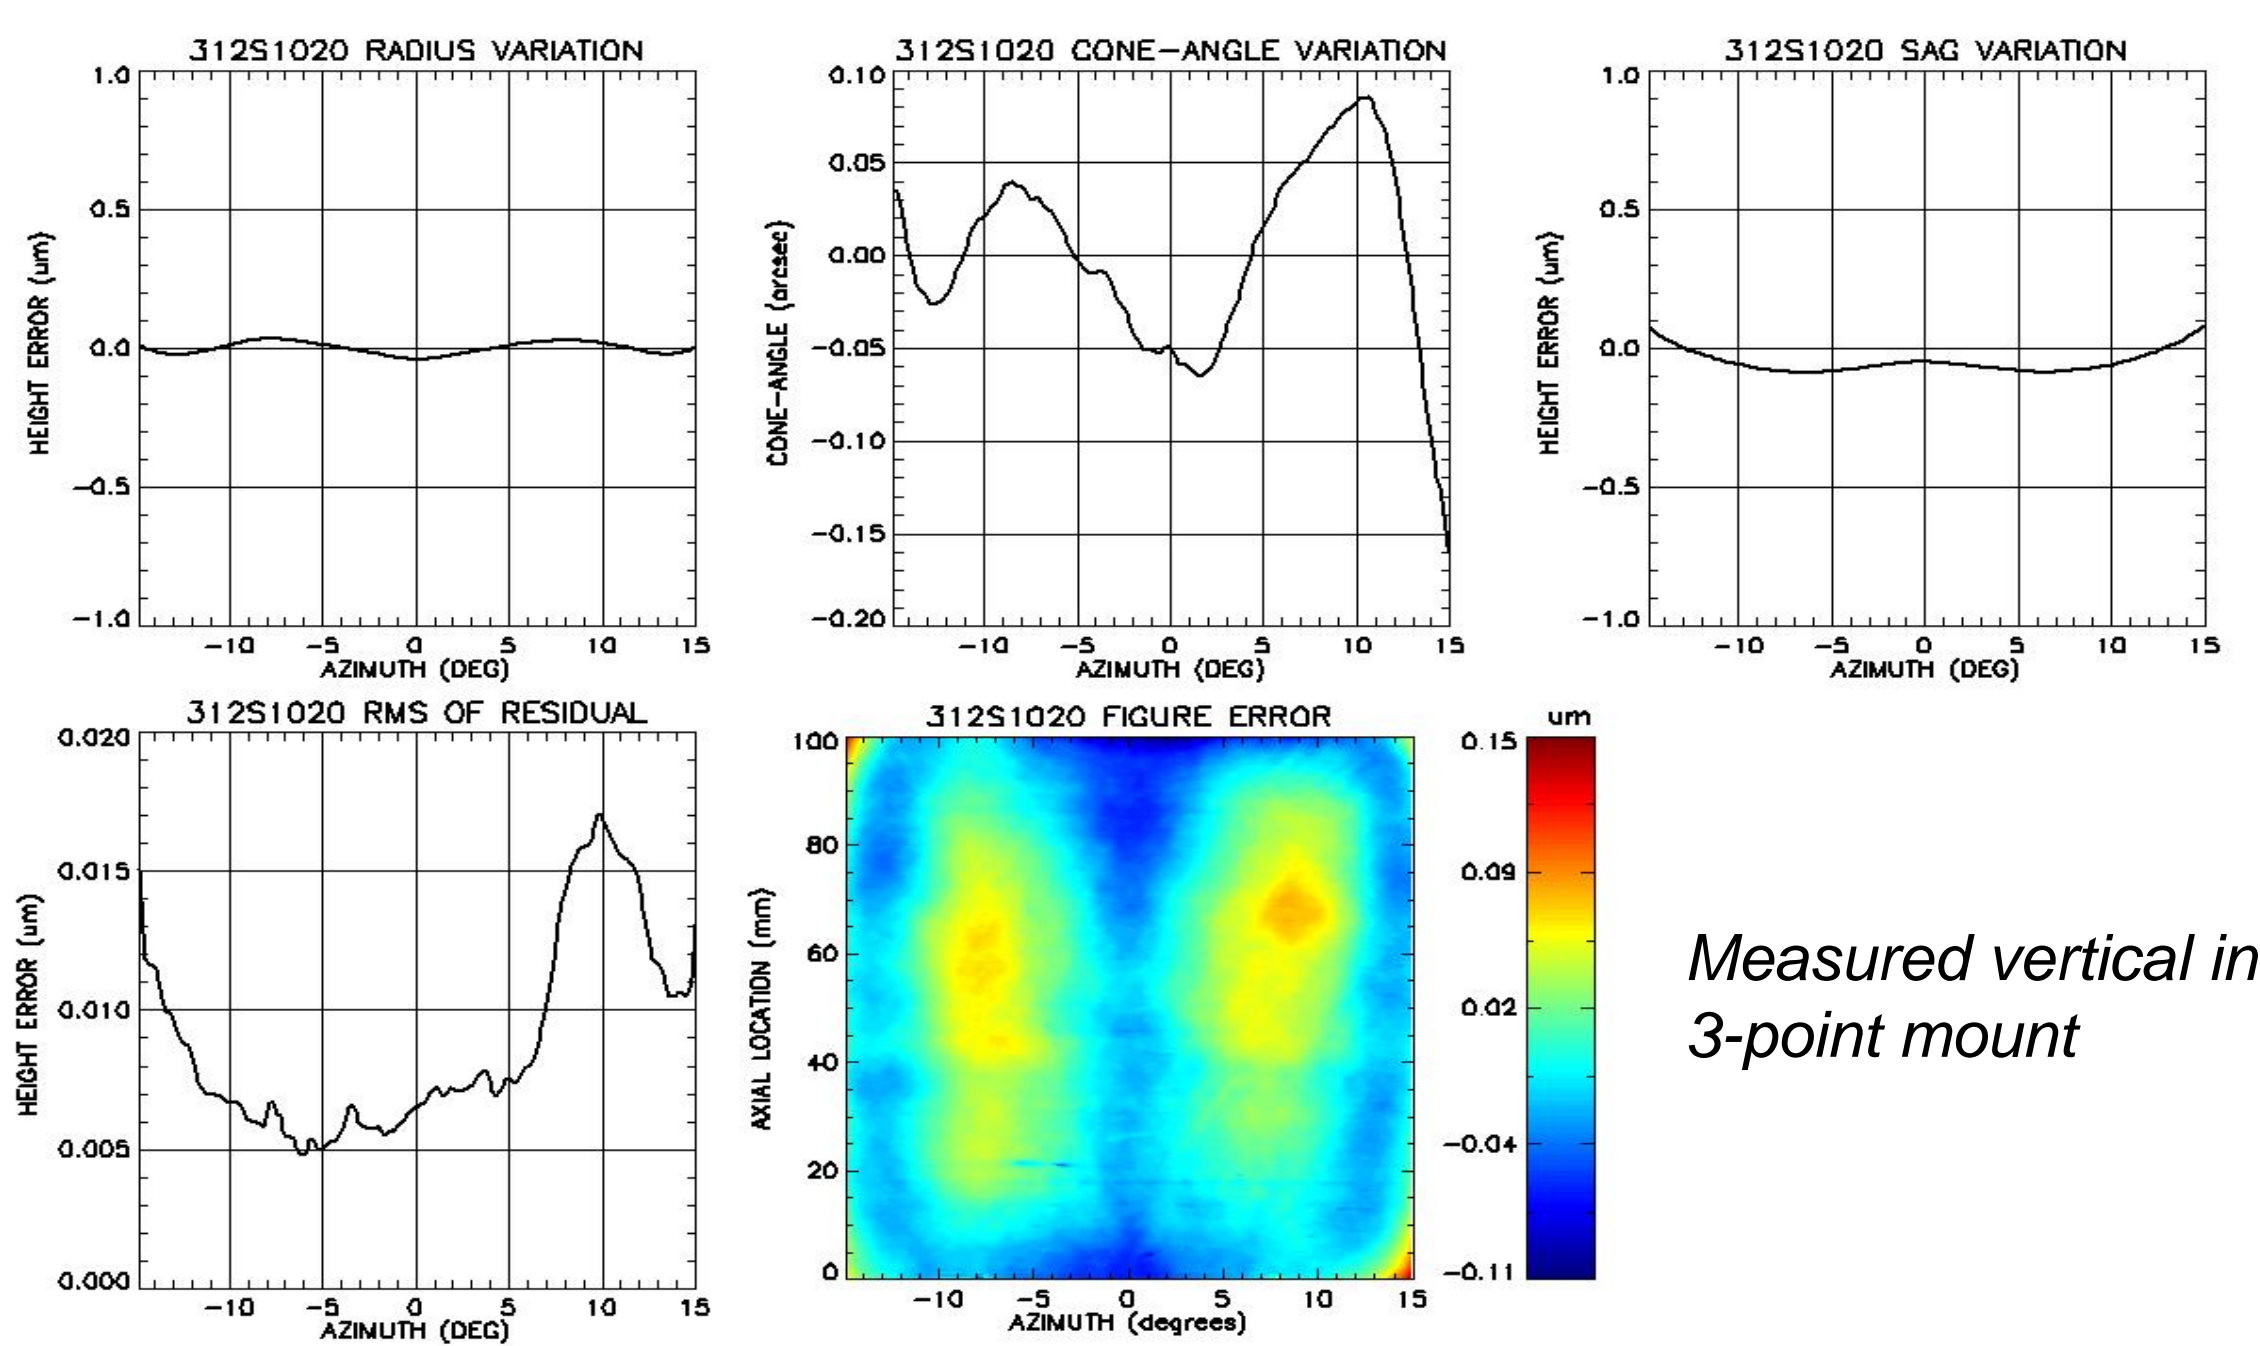 312S1020 RADIUS VARIATION
1.0
0.5
0.0
-0.5
-1.0
HEIGHT ERROR (um)
-10 -5 0 5 10 15
AZIMUTH (DEG)
312S1020 CONE-ANGLE VARIATION
0.10
0.05
0.00
-0.05
-0.10
-0.15
-0.20
CONE-ANGLE (arcsec)
-10 -5 0 5 10 15
AZIMUTH (DEG)
312S1020 SAG VARIATION
1.0
0.5
0.0
-0.5
-1.0
HEIGHT ERROR (um)
-10 -5 0 5 10 15
AZIMUTH (DEG)
312S1020 RMS OF RESIDUAL
0.020
0.015
0.010
0.005
0.000
HEIGHT ERROR (um)
-10 -5 0 5 10 15
AZIMUTH (DEG)
312S1020 FIGURE ERROR
100
80
60
40
20
0
AXIAL LOCATION (mm)
-10 -5 0 5 10 15
AZIMUTH (degrees)
um
0.15
0.09
0.02
-0.04
-0.11
Measured vertical in
3-point mount